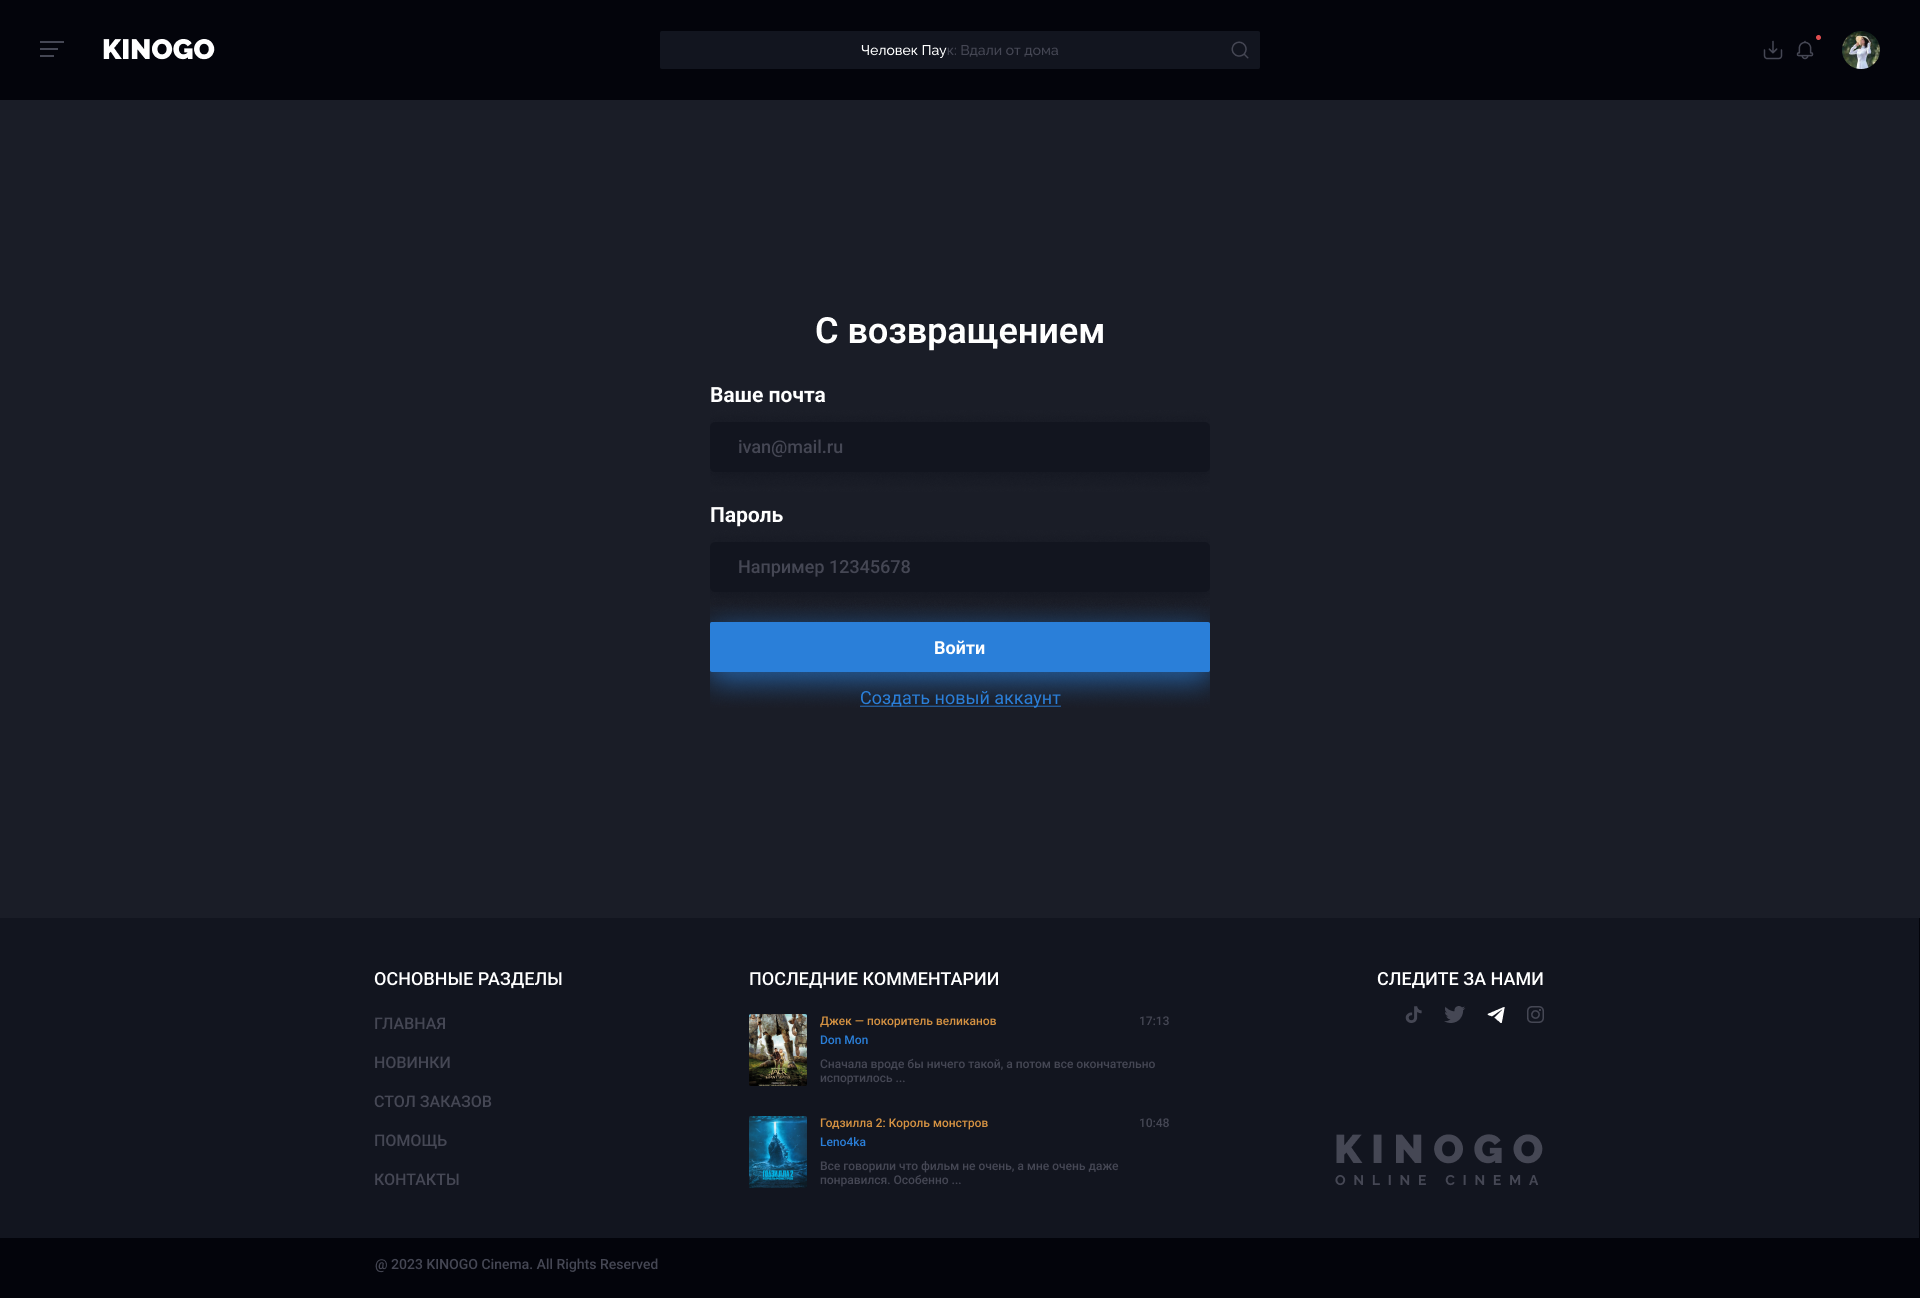 KINOGO
Человек Паук: Вдали от дома
С возвращением
Ваше почта
ivan@mail.ru
Пароль
Например 12345678
Войти
Создать новый аккаунт
ОСНОВНЫЕ РАЗДЕЛЫ
ГЛАВНАЯ
НОВИНКИ
СТОЛ ЗАКАЗОВ
ПОМОЩЬ
КОНТАКТЫ
ПОСЛЕДНИЕ КОММЕНТАРИИ
Джек — покоритель великанов
17:13
Don Mon
Сначала вроде бы ничего такой, а потом все окончательно
испортилось ...
Годзилла 2: Король монстров
10:48
Leno4ka
Все говорили что фильм не очень, а мне очень даже
понравился. Особенно ...
СЛЕДИТЕ ЗА НАМИ
KINOGO
ONLINE CINEMA
@ 2023 KINOGO Cinema. All Rights Reserved